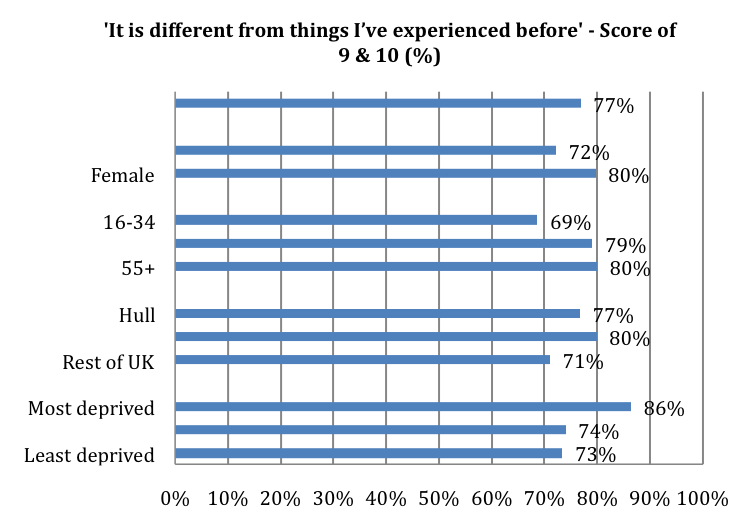 'It is different from things I’ve experienced before' - Score of
9 & 10 (%)
77%
72%
Female 80%
16-34 69%
79%
55+ 80%
Hull 77%
80%
Rest of UK 71%
Most deprived 86%
74%
Least deprived 73%
0% 10% 20% 30% 40% 50% 60% 70% 80% 90% 100%